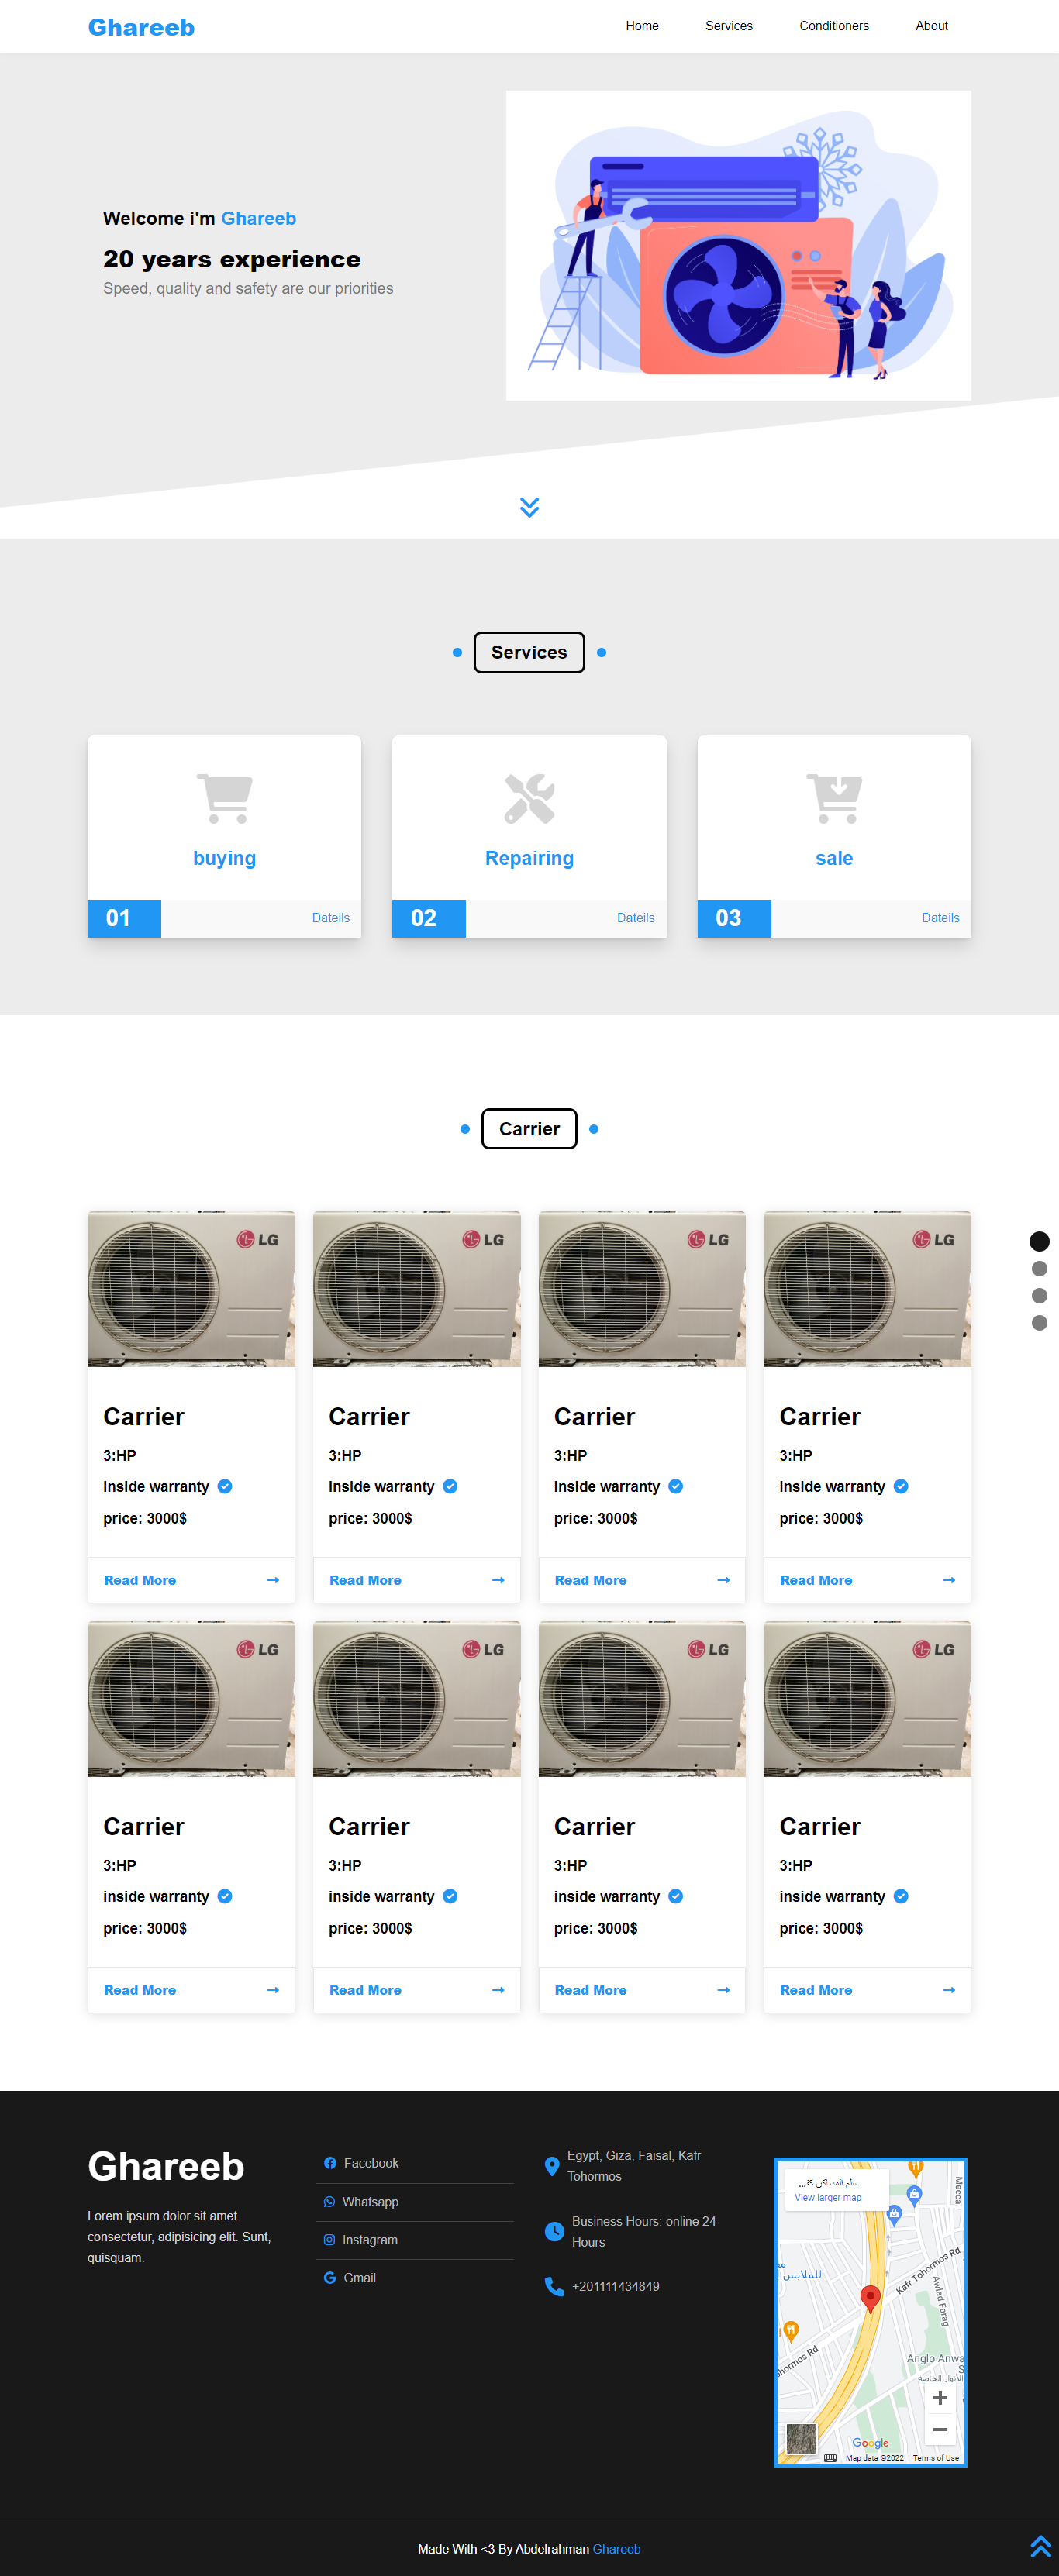 Ghareeb
Home Services Conditioners About
Welcome i'm Ghareeb
20 years experience
Speed, quality and safety are our priorities
Services
buying
01 Dateils
Repairing
02 Dateils
sale
03 Dateils
Carrier
LG
Carrier
3:HP
inside warranty
price: 3000$
Read More
LG
Carrier
3:HP
inside warranty
price: 3000$
Read More
LG
Carrier
3:HP
inside warranty
price: 3000$
Read More
LG
Carrier
3:HP
inside warranty
price: 3000$
Read More
LG
Carrier
3:HP
inside warranty
price: 3000$
Read More
LG
Carrier
3:HP
inside warranty
price: 3000$
Read More
LG
Carrier
3:HP
inside warranty
price: 3000$
Read More
LG
Carrier
3:HP
inside warranty
price: 3000$
Read More
Ghareeb
Lorem ipsum dolor sit amet
consectetur, adipisicing elit. Sunt,
quisquam.
Facebook
Whatsapp
Instagram
Gmail
Egypt, Giza, Faisal, Kafr
Tohormos
Business Hours: online 24
Hours
+201111434849
سلم المساكن كفـ...
View larger map
Mecca
للملابس
Kafr Tohormos Rd
Awlad Farag
ohormos Rd
Anglo Anwa
الأنوار الخاصة
Google
Map data ©2022 Terms of Use
Made With <3 By Abdelrahman Ghareeb